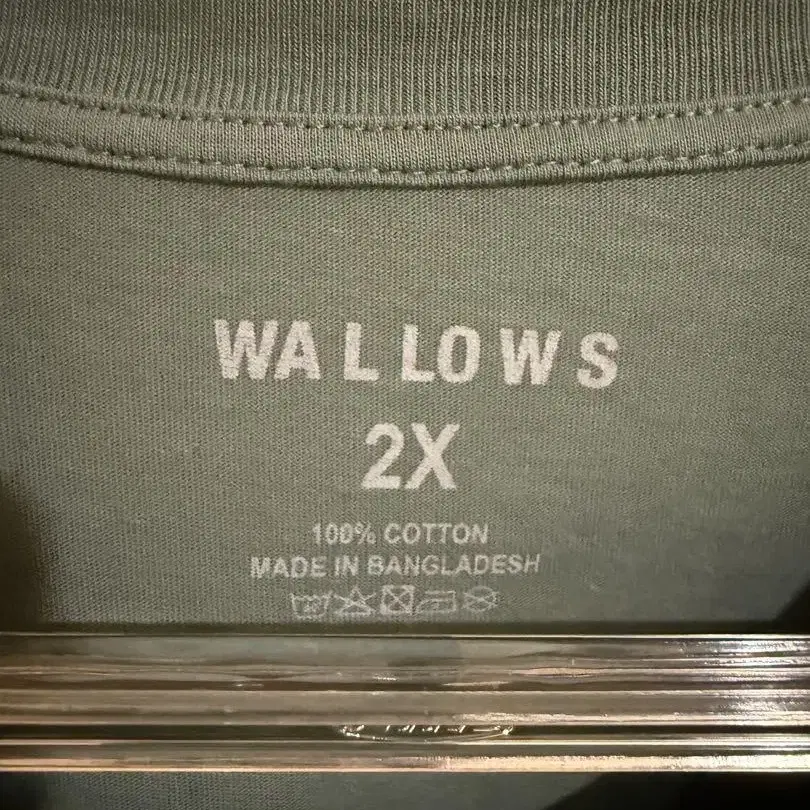 WALLOWS
2X
100% COTTON
MADE IN BANGLADESH